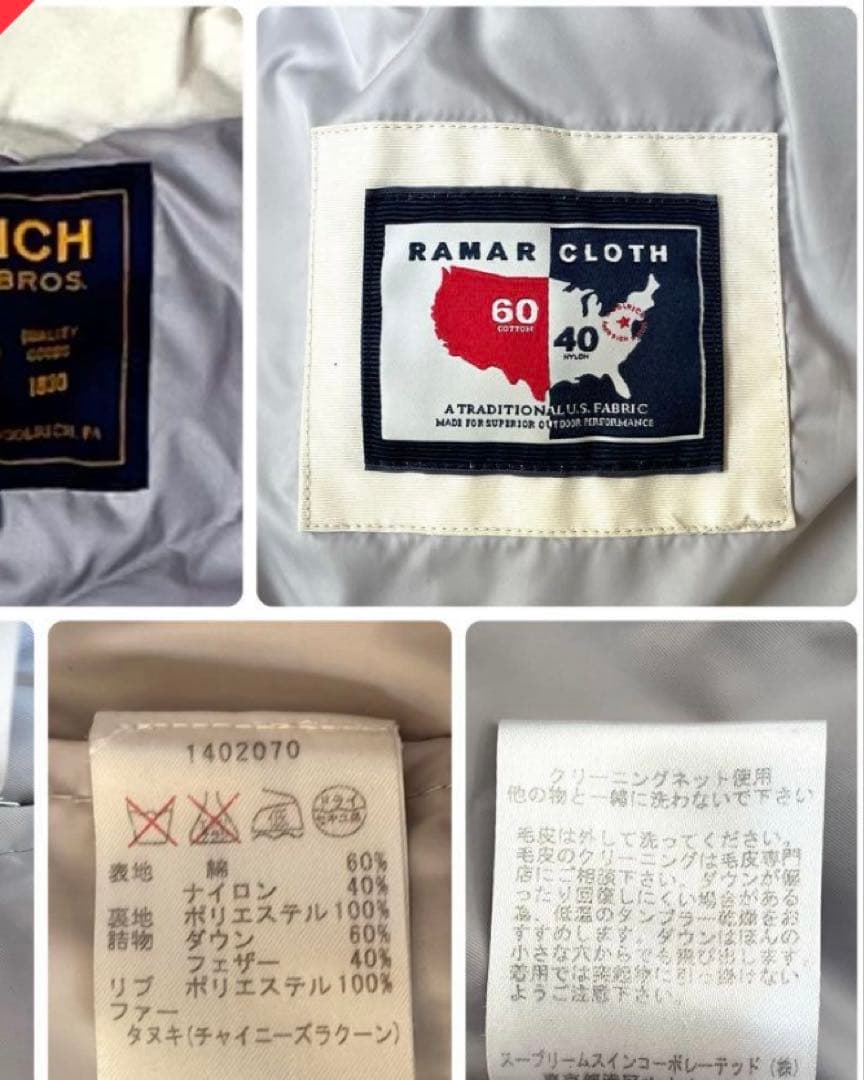 ICH
BROS.
QUALITY
GOODS
1830
RAMAR CLOTH
60
COTTON
40
NYLON
A TRADITIONAL U.S. FABRIC
MADE FOR SUPERIOR OUTDOOR PERFORMANCE
1402070
低
ドライ
セキユ系
表地 綿 60%
ナイロン 40%
裏地 ポリエステル 100%
詰物 ダウン 60%
フェザー 40%
リブ ポリエステル 100%
ファー
タヌキ(チャイニーズラクーン)
クリーニングネット使用
他の物と一緒に洗わないで下さい
毛皮は外して洗ってください。
毛皮のクリーニングは毛皮専門
店にご相談下さい。ダウンが偏
ったり回復しにくい場合がある
為、低温のタンブラー乾燥をお
すすめします。ダウンはほんの
小さな穴からでも飛び出します。
着用では突起物に引っ掛けない
ようご注意下さい。
スープリームスインコーポレーテッド(株)